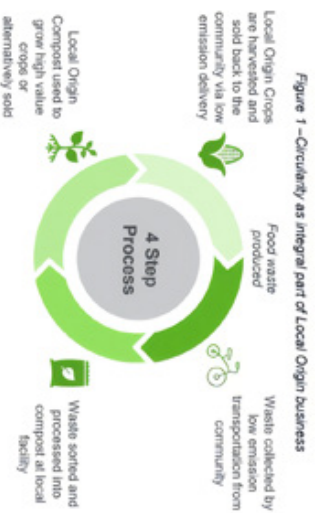 Figure 1 –Circularity as integral part of Local Origin business
Local Origin Crops
are harvested and
sold back to the
community via low
emission delivery
Food waste
produced
Waste collected by
low emission
transportation from
community
4 Step
Process
Local Origin
Compost used to
grow high value
crops or
alternatively sold
Waste sorted and
processed into
compost at local
facility